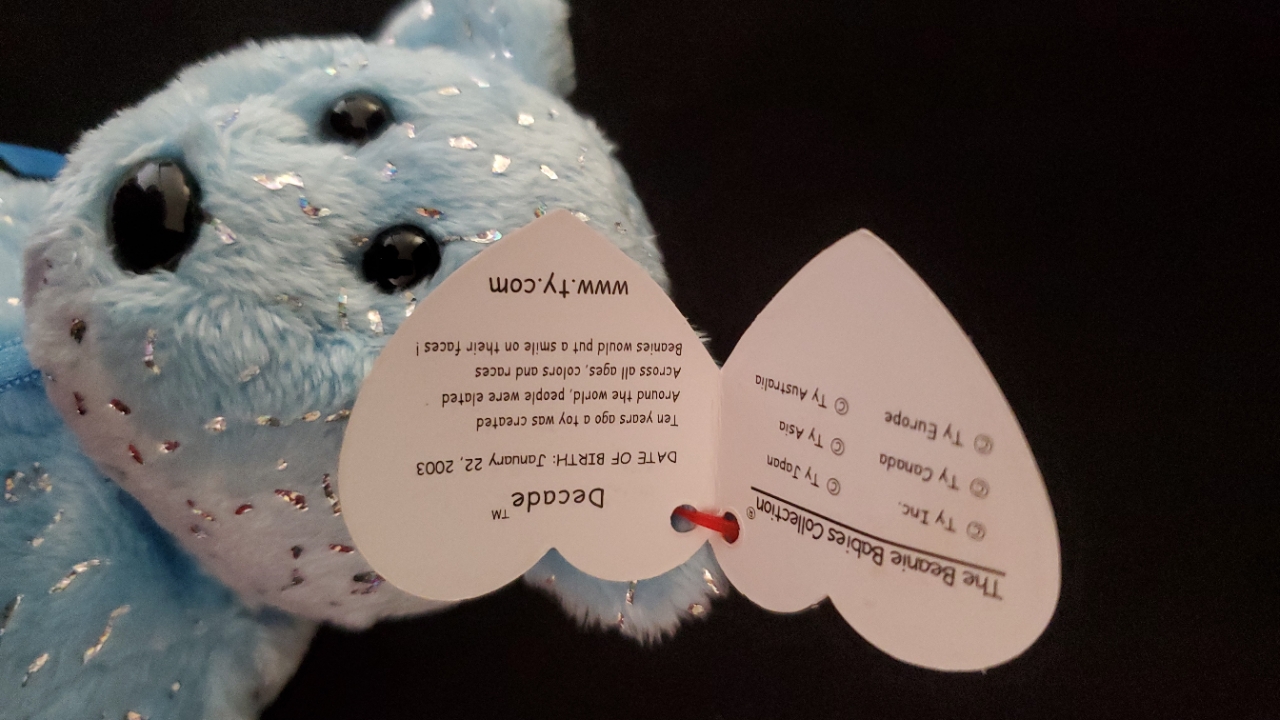 The Beanie Babies Collection®
© Ty Inc.
© Ty Canada
© Ty Europe
© Ty Japan
© Ty Asia
© Ty Australia
Decade™
DATE OF BIRTH: January 22, 2003
Ten years ago a toy was created
Around the world, people were elated
Across all ages, colors and races
Beanies would put a smile on their faces !
www.ty.com